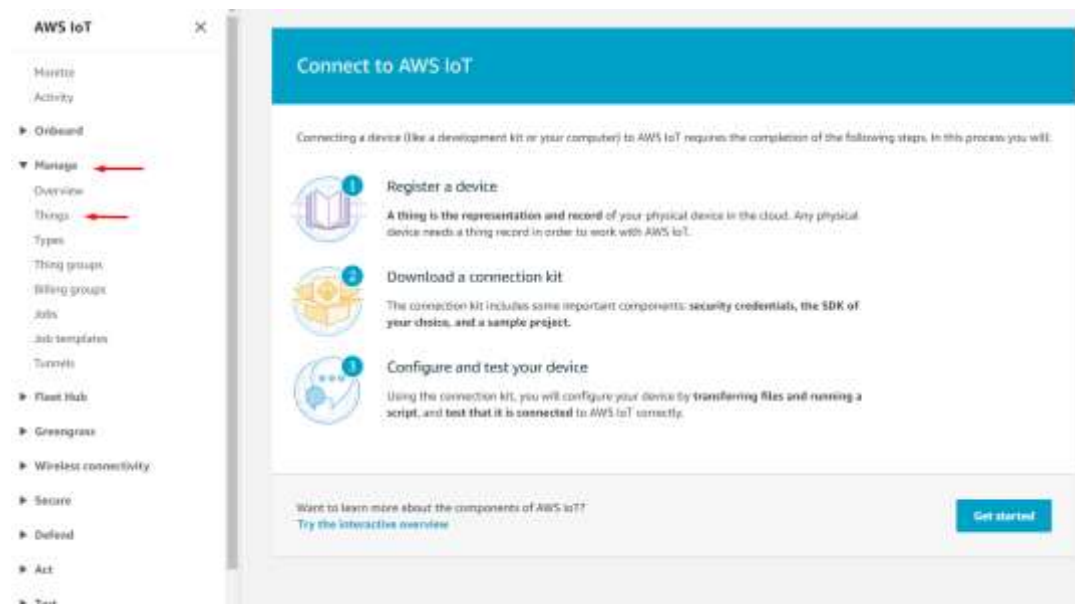 AWS IoT
×
Monitor
Activity
Onboard
Manage
Overview
Things
Types
Thing groups
Billing groups
Jobs
Job templates
Tunnels
Fleet Hub
Greengrass
Wireless connectivity
Secure
Defend
Act
Test
Connect to AWS IoT
Connecting a device (like a development kit or your computer) to AWS IoT requires the completion of the following steps. In this process you will:
1
Register a device
A thing is the representation and record of your physical device in the cloud. Any physical
device needs a thing record in order to work with AWS IoT.
2
Download a connection kit
The connection kit includes some important components: security credentials, the SDK of
your choice, and a sample project.
3
Configure and test your device
Using the connection kit, you will configure your device by transferring files and running a
script, and test that it is connected to AWS IoT correctly.
Want to learn more about the components of AWS IoT?
Try the interactive overview
Get started